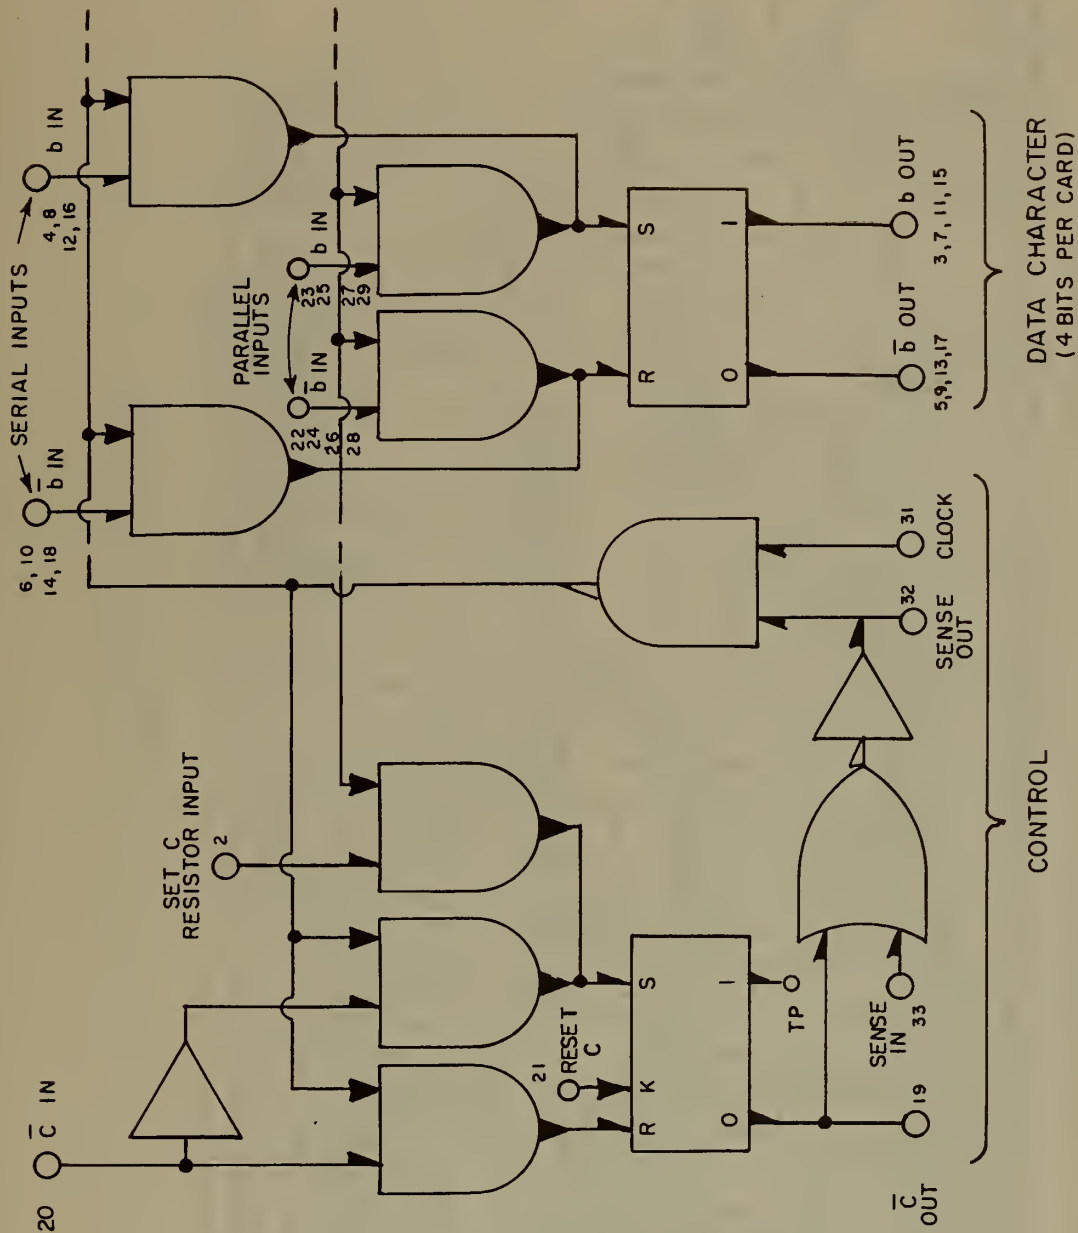 SERIAL INPUTS
b IN
4, 8
12, 16
b̅ IN
6, 10
14, 18
PARALLEL
INPUTS
b IN
23
25
27
29
b̅ IN
22
24
26
28
S
R
1
0
b OUT
3, 7, 11, 15
b̅ OUT
5, 9, 13, 17
DATA CHARACTER
(4 BITS PER CARD)
SET C
RESISTOR INPUT
2
20
C̅ IN
21
RESET
C
S
K
R
1
0
TP
SENSE
IN
33
19
C̅
OUT
SENSE
OUT
32
CLOCK
31
CONTROL